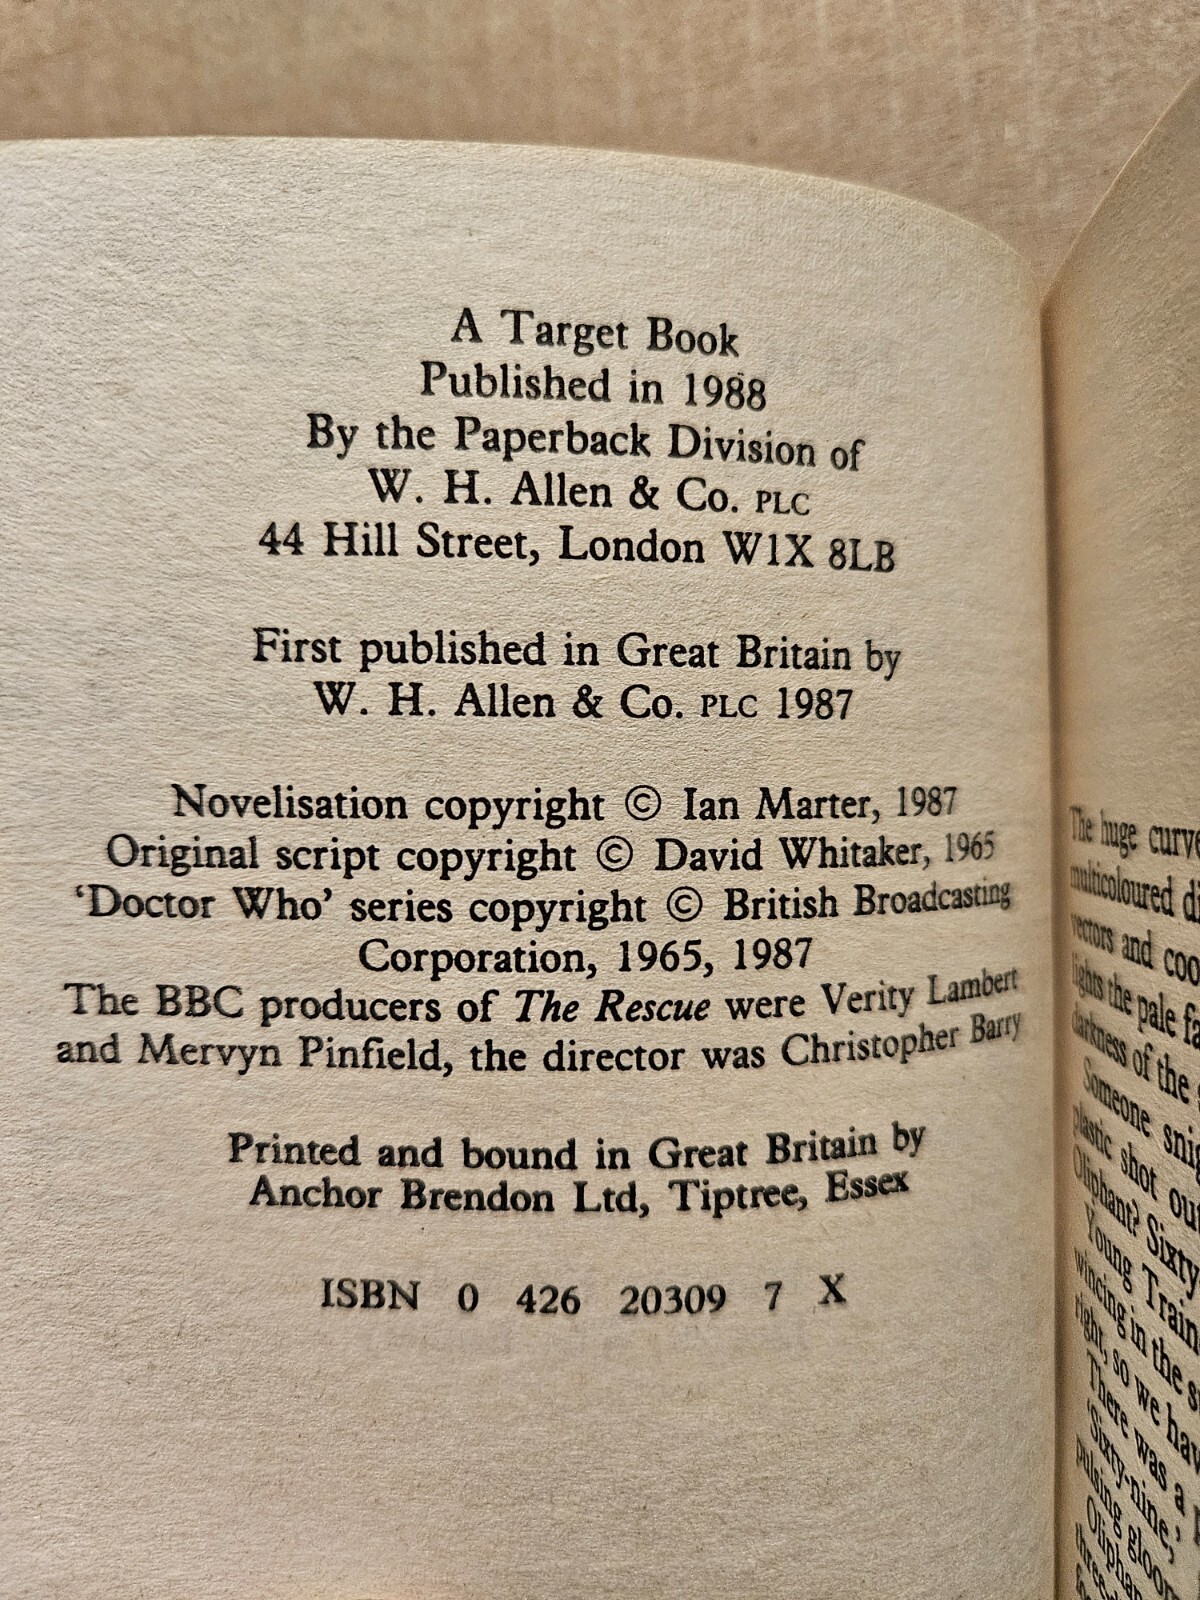 A Target Book
Published in 1988
By the Paperback Division of
W. H. Allen & Co. PLC
44 Hill Street, London W1X 8LB
First published in Great Britain by
W. H. Allen & Co. PLC 1987
Novelisation copyright © Ian Marter, 1987
Original script copyright © David Whitaker, 1965
‘Doctor Who’ series copyright © British Broadcasting
Corporation, 1965, 1987
The BBC producers of The Rescue were Verity Lambert
and Mervyn Pinfield, the director was Christopher Barry
Printed and bound in Great Britain by
Anchor Brendon Ltd, Tiptree, Essex
ISBN 0 426 20309 7 X
The huge
multicoloured
vectors and
lights the pale
darkness of the
Someone
plastic shot out
Oliphant? Sixty
Young
wincing in the
right, so we
There was a
‘Sixty-nine,’
pulsing